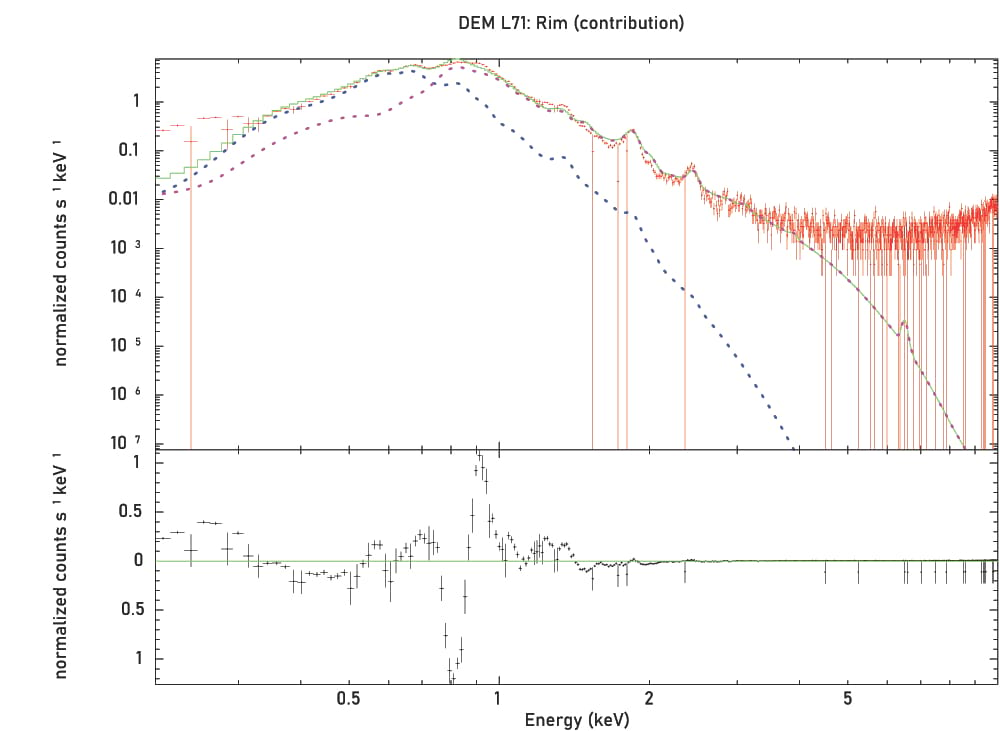 DEM L71: Rim (contribution)
normalized counts s 1 keV 1
1
0.1
0.01
10 3
10 4
10 5
10 6
10 7
normalized counts s 1 keV 1
1
0.5
0
0.5
1
0.5 1 2 5
Energy (keV)